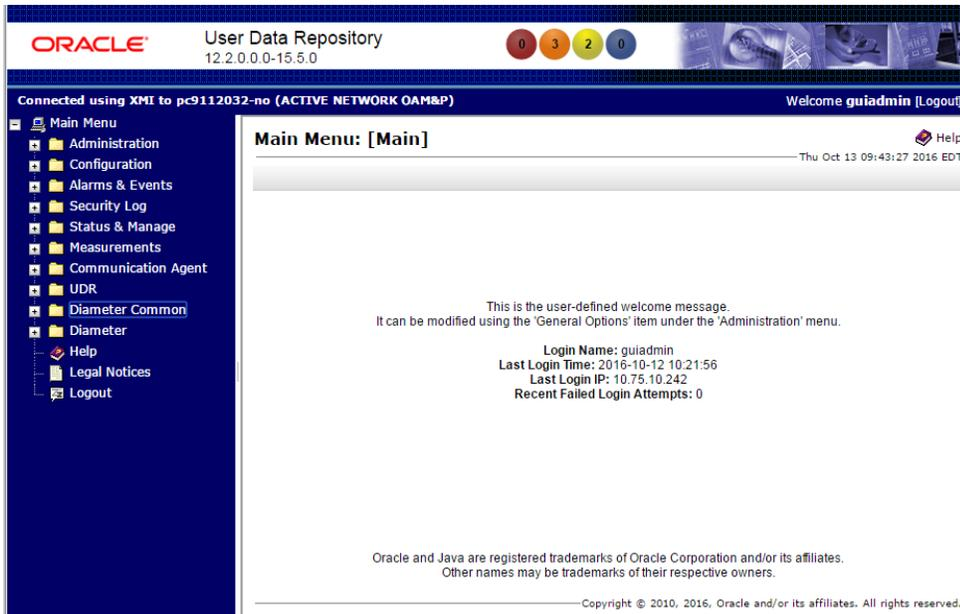 ORACLE®
User Data Repository
12.2.0.0.0-15.5.0
0 3 2 0
Connected using XMI to pc9112032-no (ACTIVE NETWORK OAM&P)
Welcome guiadmin [Logout]
Main Menu
Administration
Configuration
Alarms & Events
Security Log
Status & Manage
Measurements
Communication Agent
UDR
Diameter Common
Diameter
Help
Legal Notices
Logout
Main Menu: [Main]
Help
Thu Oct 13 09:43:27 2016 EDT
This is the user-defined welcome message.
It can be modified using the 'General Options' item under the 'Administration' menu.
Login Name: guiadmin
Last Login Time: 2016-10-12 10:21:56
Last Login IP: 10.75.10.242
Recent Failed Login Attempts: 0
Oracle and Java are registered trademarks of Oracle Corporation and/or its affiliates.
Other names may be trademarks of their respective owners.
Copyright © 2010, 2016, Oracle and/or its affiliates. All rights reserved.